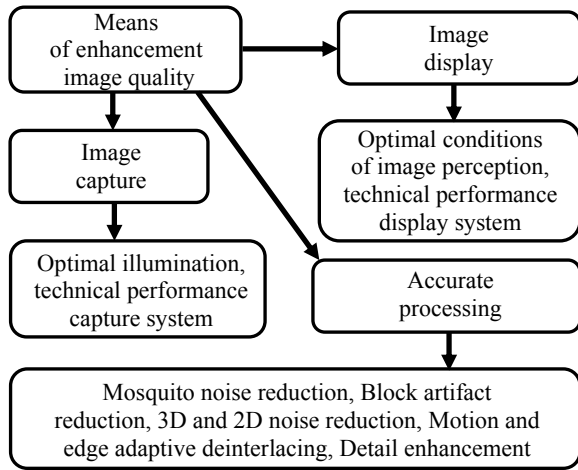 Means
of enhancement
image quality
Image
display
Image
capture
Optimal conditions
of image perception,
technical performance
display system
Optimal illumination,
technical performance
capture system
Accurate
processing
Mosquito noise reduction, Block artifact
reduction, 3D and 2D noise reduction, Motion and
edge adaptive deinterlacing, Detail enhancement